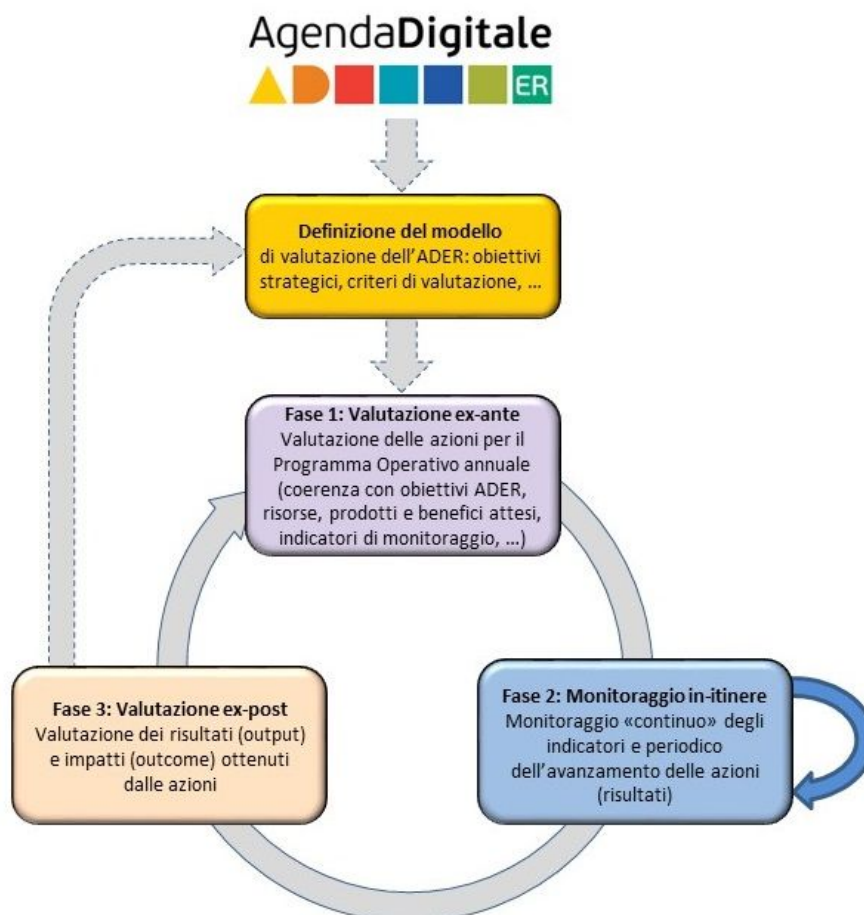 AgendaDigitale
ER
Definizione del modello
di valutazione dell’ADER: obiettivi
strategici, criteri di valutazione, ...
Fase 1: Valutazione ex-ante
Valutazione delle azioni per il
Programma Operativo annuale
(coerenza con obiettivi ADER,
risorse, prodotti e benefici attesi,
indicatori di monitoraggio, ...)
Fase 3: Valutazione ex-post
Valutazione dei risultati (output)
e impatti (outcome) ottenuti
dalle azioni
Fase 2: Monitoraggio in-itinere
Monitoraggio «continuo» degli
indicatori e periodico
dell’avanzamento delle azioni
(risultati)